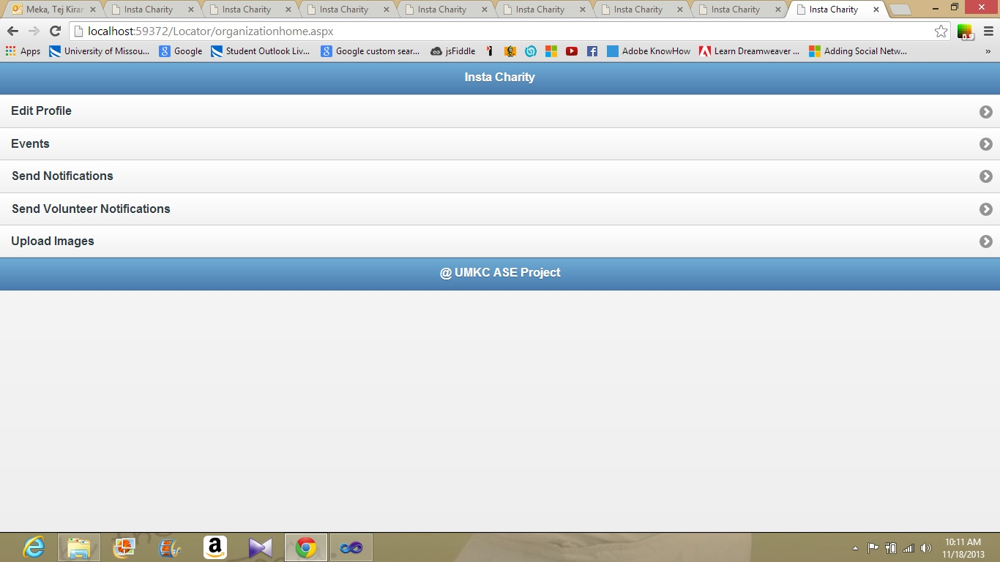 Meka, Tej Kiran Insta Charity Insta Charity Insta Charity Insta Charity Insta Charity Insta Charity Insta Charity Insta Charity
localhost:59372/Locator/organizationhome.aspx
Apps University of Missou... Google Student Outlook Liv... Google custom sear... jsFiddle Adobe KnowHow Learn Dreamweaver ... Adding Social Netw... »
Insta Charity
Edit Profile
Events
Send Notifications
Send Volunteer Notifications
Upload Images
@ UMKC ASE Project
10:11 AM
11/18/2013